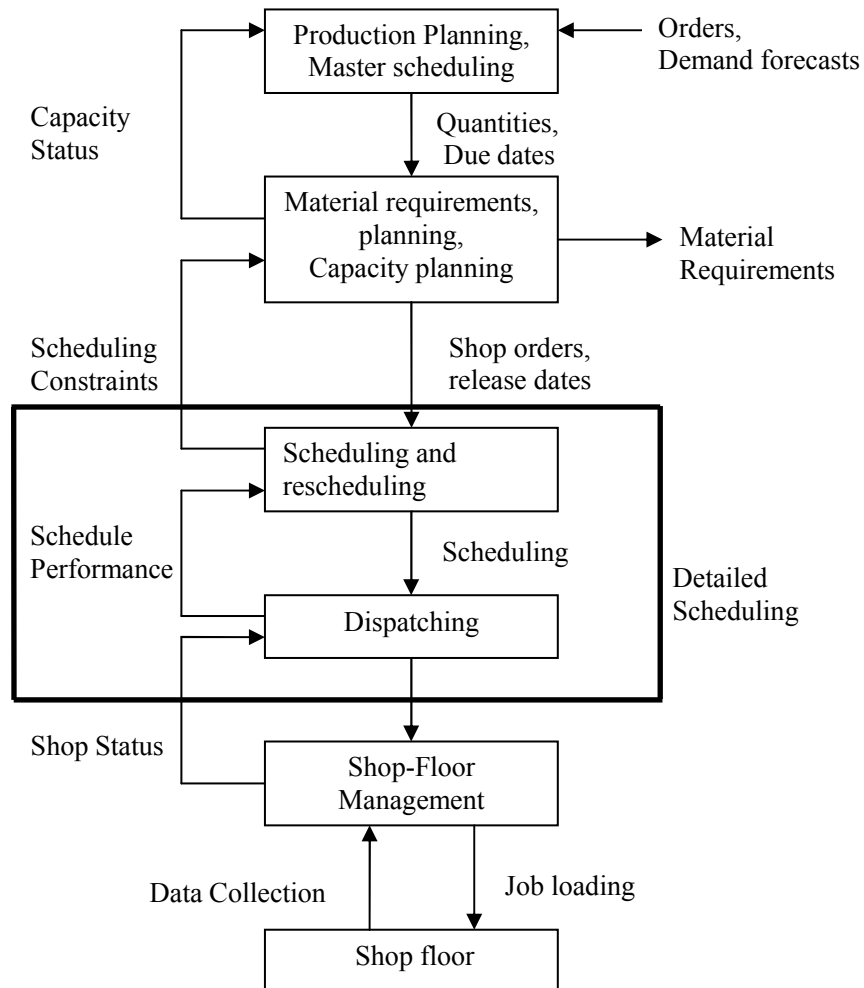 Production Planning,
Master scheduling
Orders,
Demand forecasts
Capacity
Status
Quantities,
Due dates
Material requirements,
planning,
Capacity planning
Material
Requirements
Scheduling
Constraints
Shop orders,
release dates
Scheduling and
rescheduling
Schedule
Performance
Scheduling
Detailed
Scheduling
Dispatching
Shop Status
Shop-Floor
Management
Data Collection
Job loading
Shop floor